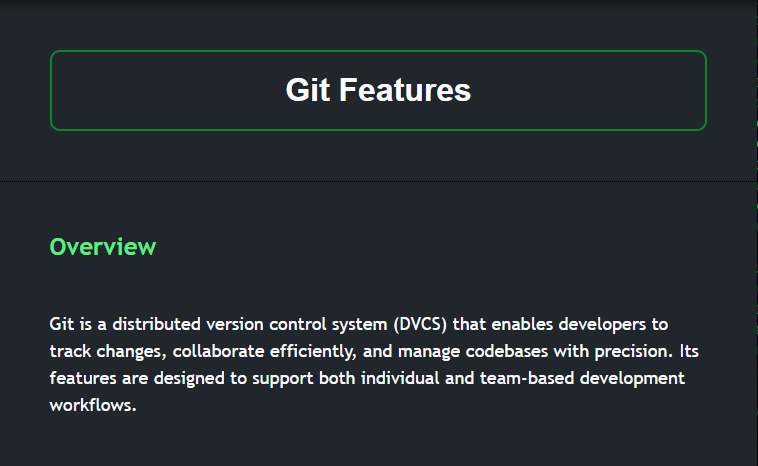 Git Features
Overview
Git is a distributed version control system (DVCS) that enables developers to
track changes, collaborate efficiently, and manage codebases with precision. Its
features are designed to support both individual and team-based development
workflows.